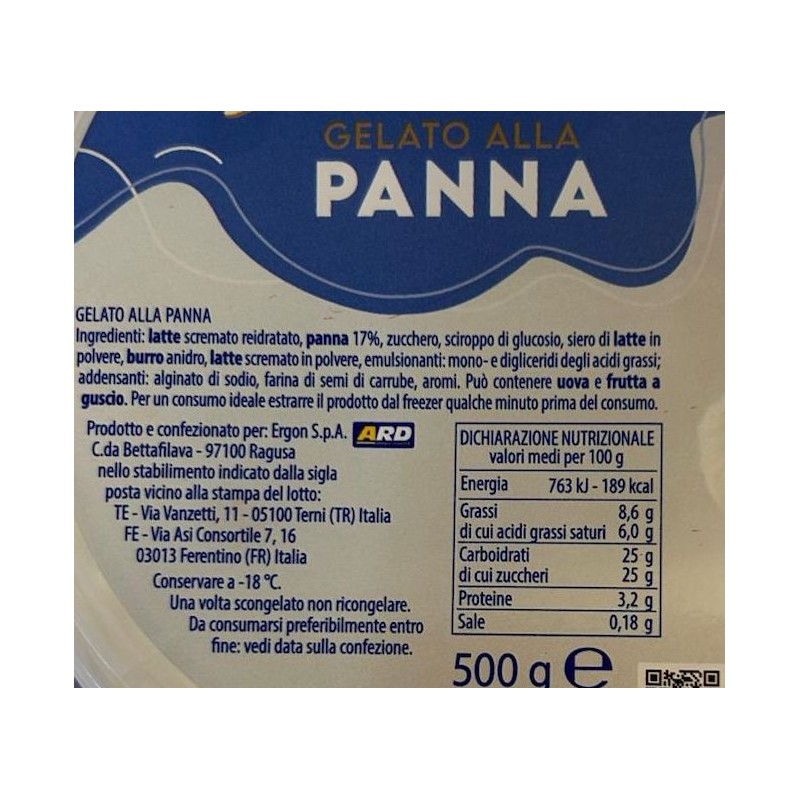 GELATO ALLA
PANNA
GELATO ALLA PANNA
Ingredienti: latte scremato reidratato, panna 17%, zucchero, sciroppo di glucosio, siero di latte in
polvere, burro anidro, latte scremato in polvere, emulsionanti: mono- e digliceridi degli acidi grassi;
addensanti: alginato di sodio, farina di semi di carrube, aromi. Può contenere uova e frutta a
guscio. Per un consumo ideale estrarre il prodotto dal freezer qualche minuto prima del consumo.
Prodotto e confezionato per: Ergon S.p.A. ARD
C.da Bettafilava - 97100 Ragusa
nello stabilimento indicato dalla sigla
posta vicino alla stampa del lotto:
TE - Via Vanzetti, 11 - 05100 Terni (TR) Italia
FE - Via Asi Consortile 7, 16
03013 Ferentino (FR) Italia
Conservare a -18 °C.
Una volta scongelato non ricongelare.
Da consumarsi preferibilmente entro
fine: vedi data sulla confezione.
DICHIARAZIONE NUTRIZIONALE
valori medi per 100 g
Energia 763 kJ - 189 kcal
Grassi 8,6 g
di cui acidi grassi saturi 6,0 g
Carboidrati 25 g
di cui zuccheri 25 g
Proteine 3,2 g
Sale 0,18 g
500 g e